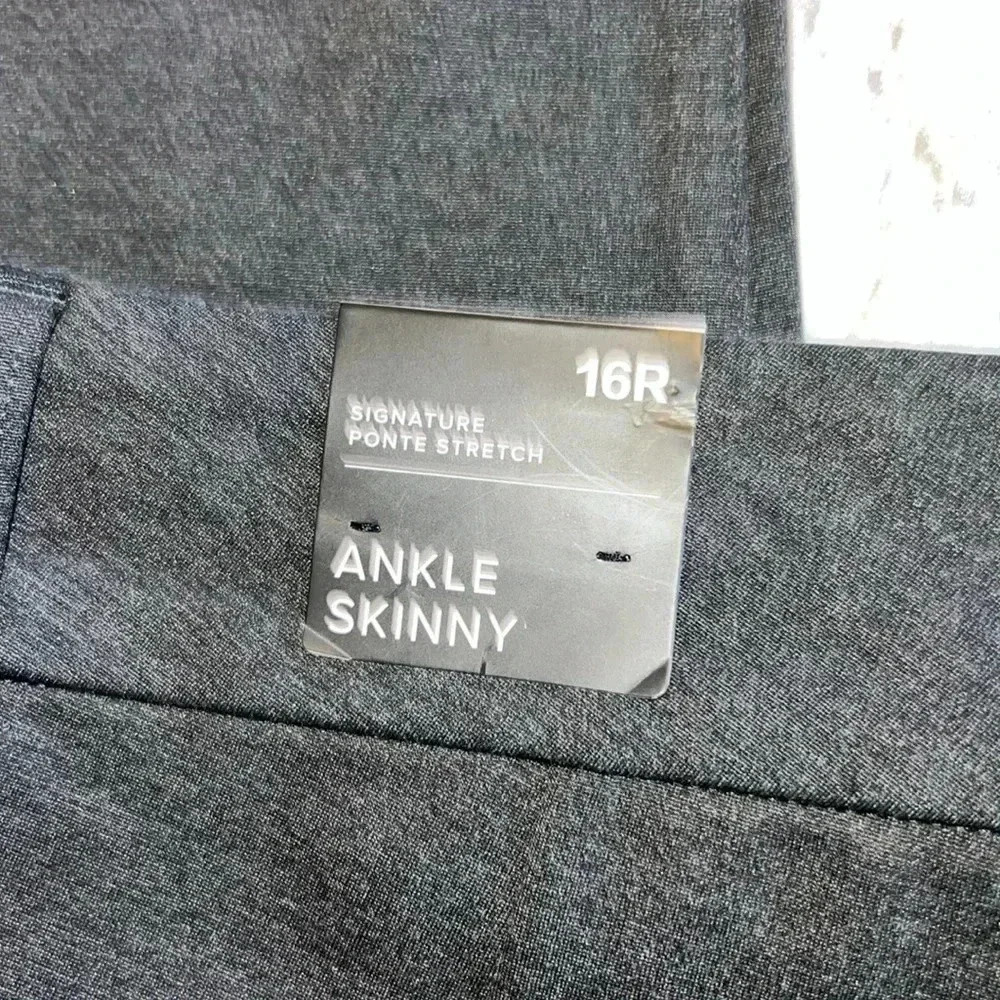 16R
SIGNATURE
PONTE STRETCH
ANKLE
SKINNY